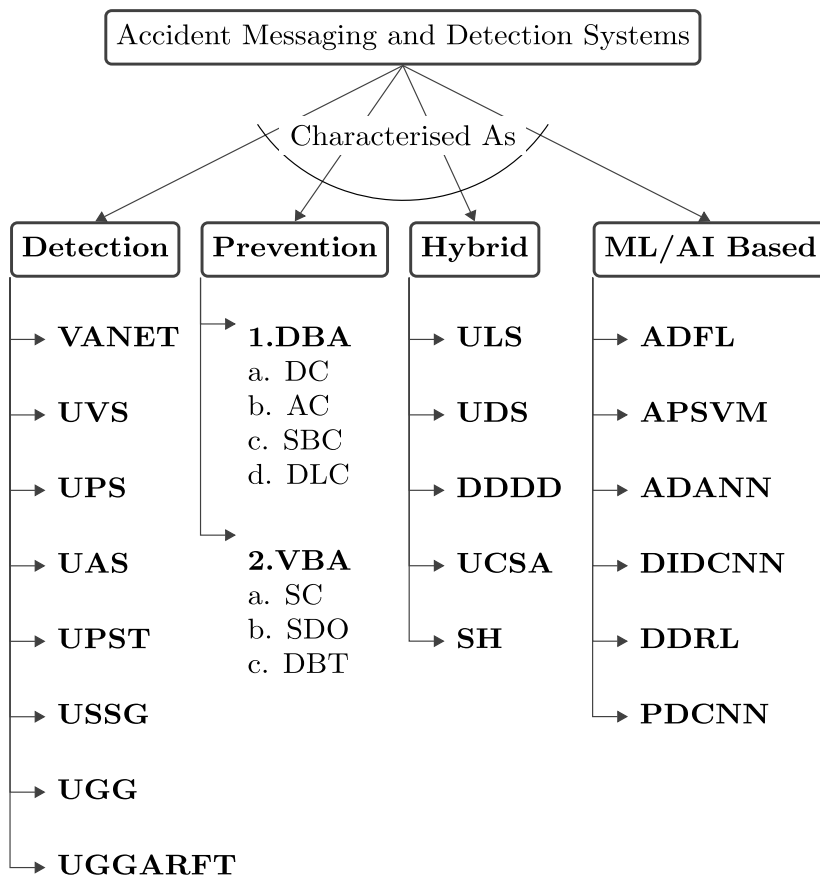 Accident Messaging and Detection Systems
Characterised As
Detection
VANET
UVS
UPS
UAS
UPST
USSG
UGG
UGGARFT
Prevention
1.DBA
a. DC
b. AC
c. SBC
d. DLC
2.VBA
a. SC
b. SDO
c. DBT
Hybrid
ULS
UDS
DDDD
UCSA
SH
ML/AI Based
ADFL
APSVM
ADANN
DIDCNN
DDRL
PDCNN